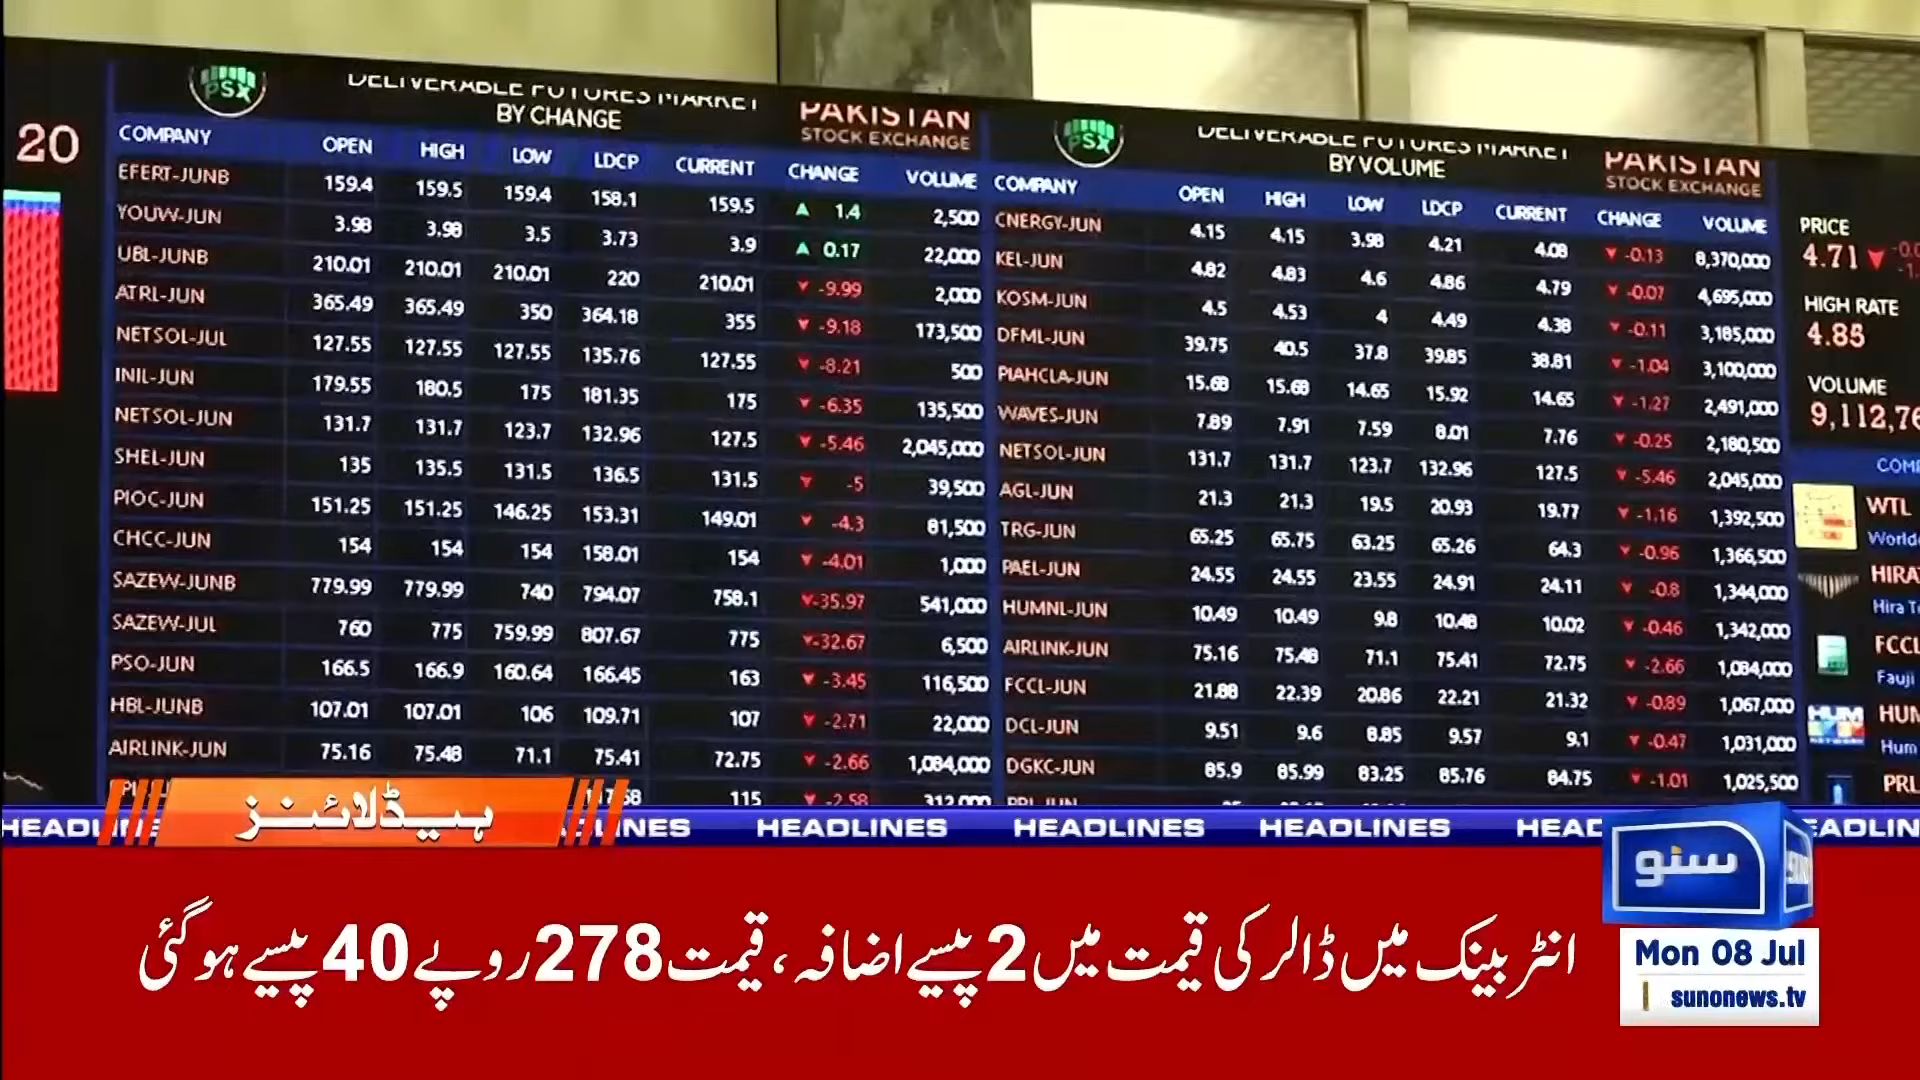 20
PSX
DELIVERABLE FUTURES MARKET
BY CHANGE
PAKISTAN
STOCK EXCHANGE
COMPANY OPEN HIGH LOW LDCP CURRENT CHANGE VOLUME
EFERT-JUNB 159.4 159.5 159.4 158.1 159.5 ▲ 1.4 2,500
YOUW-JUN 3.98 3.98 3.5 3.73 3.9 ▲ 0.17 22,000
UBL-JUNB 210.01 210.01 210.01 220 210.01 ▼ -9.99 2,000
ATRL-JUN 365.49 365.49 350 364.18 355 ▼ -9.18 173,500
NETSOL-JUL 127.55 127.55 127.55 135.76 127.55 ▼ -8.21 500
INIL-JUN 179.55 180.5 175 181.35 175 ▼ -6.35 135,500
NETSOL-JUN 131.7 131.7 123.7 132.96 127.5 ▼ -5.46 2,045,000
SHEL-JUN 135 135.5 131.5 136.5 131.5 ▼ -5 39,500
PIOC-JUN 151.25 151.25 146.25 153.31 149.01 ▼ -4.3 81,500
CHCC-JUN 154 154 154 158.01 154 ▼ -4.01 1,000
SAZEW-JUNB 779.99 779.99 740 794.07 758.1 ▼ -35.97 541,000
SAZEW-JUL 760 775 759.99 807.67 775 ▼ -32.67 6,500
PSO-JUN 166.5 166.9 160.64 166.45 163 ▼ -3.45 116,500
HBL-JUNB 107.01 107.01 106 109.71 107 ▼ -2.71 22,000
AIRLINK-JUN 75.16 75.48 71.1 75.41 72.75 ▼ -2.66 1,084,000
115 ▼ -2.58 312,000
PSX
DELIVERABLE FUTURES MARKET
BY VOLUME
PAKISTAN
STOCK EXCHANGE
COMPANY OPEN HIGH LOW LDCP CURRENT CHANGE VOLUME
CNERGY-JUN 4.15 4.15 3.98 4.21 4.08 ▼ -0.13 8,370,000
KEL-JUN 4.82 4.83 4.6 4.86 4.79 ▼ -0.07 4,695,000
KOSM-JUN 4.5 4.53 4 4.49 4.38 ▼ -0.11 3,185,000
DFML-JUN 39.75 40.5 37.8 39.85 38.81 ▼ -1.04 3,100,000
PIAHCLA-JUN 15.68 15.68 14.65 15.92 14.65 ▼ -1.27 2,491,000
WAVES-JUN 7.89 7.91 7.59 8.01 7.76 ▼ -0.25 2,180,500
NETSOL-JUN 131.7 131.7 123.7 132.96 127.5 ▼ -5.46 2,045,000
AGL-JUN 21.3 21.3 19.5 20.93 19.77 ▼ -1.16 1,392,500
TRG-JUN 65.25 65.75 63.25 65.26 64.3 ▼ -0.96 1,366,500
PAEL-JUN 24.55 24.55 23.55 24.91 24.11 ▼ -0.8 1,344,000
HUMNL-JUN 10.49 10.49 9.8 10.48 10.02 ▼ -0.46 1,342,000
AIRLINK-JUN 75.16 75.48 71.1 75.41 72.75 ▼ -2.66 1,084,000
FCCL-JUN 21.88 22.39 20.86 22.21 21.32 ▼ -0.89 1,067,000
DCL-JUN 9.51 9.6 8.85 9.57 9.1 ▼ -0.47 1,031,000
DGKC-JUN 85.9 85.99 83.25 85.76 84.75 ▼ -1.01 1,025,500
PRICE
4.71 ▼
HIGH RATE
4.85
VOLUME
9,112,76
WTL
HIRA
Hira
FCCL
Fauji
HUM
Hum
PRL
HEADLINES HEADLINES HEADLINES HEADLINES
ہیڈلائنز
سنو
انٹربینک میں ڈالر کی قیمت میں 2 پیسے اضافہ، قیمت 278 روپے 40 پیسے ہوگئی
Mon 08 Jul
sunonews.tv